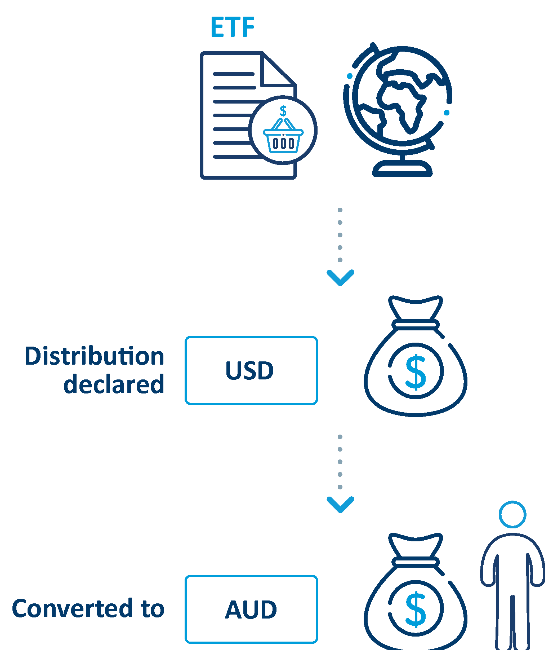 ETF
$
Distribution
declared
USD
$
Converted to
AUD
$